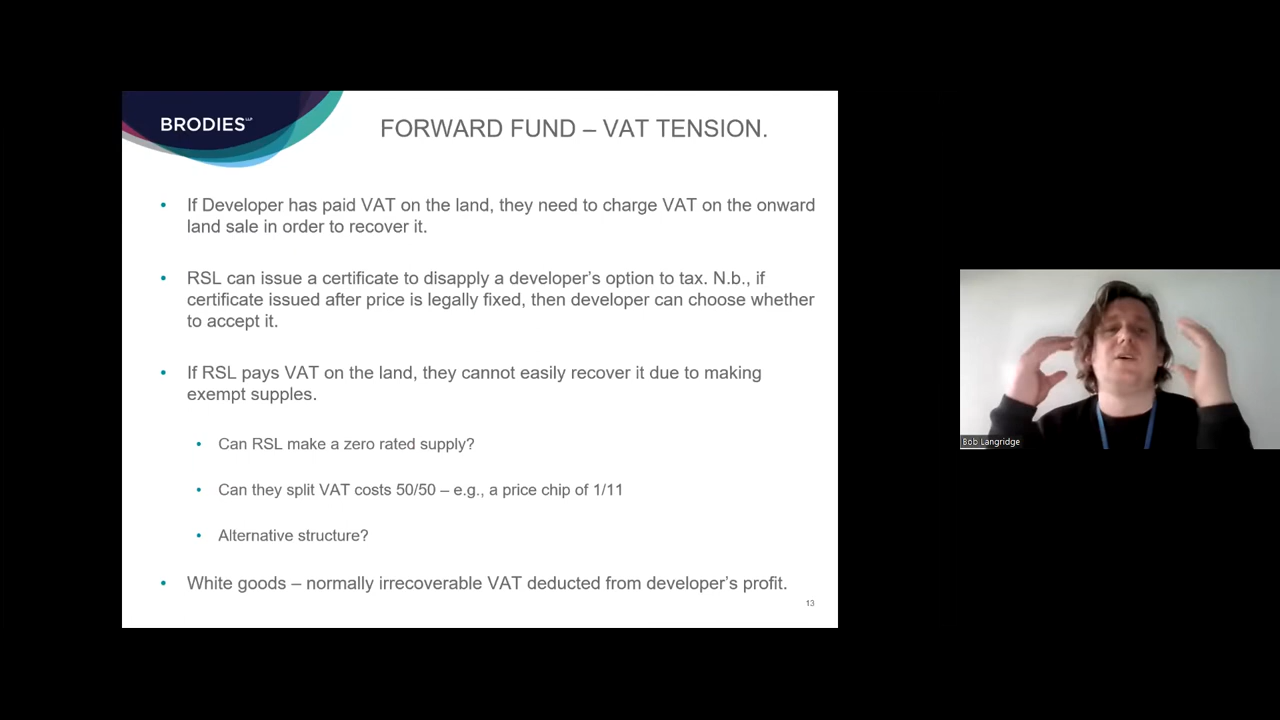 BRODIES LLP
FORWARD FUND – VAT TENSION.
• If Developer has paid VAT on the land, they need to charge VAT on the onward
land sale in order to recover it.
• RSL can issue a certificate to disapply a developer's option to tax. N.b., if
certificate issued after price is legally fixed, then developer can choose whether
to accept it.
• If RSL pays VAT on the land, they cannot easily recover it due to making
exempt supples.
• Can RSL make a zero rated supply?
• Can they split VAT costs 50/50 – e.g., a price chip of 1/11
• Alternative structure?
• White goods – normally irrecoverable VAT deducted from developer's profit.
13
Bob Langridge